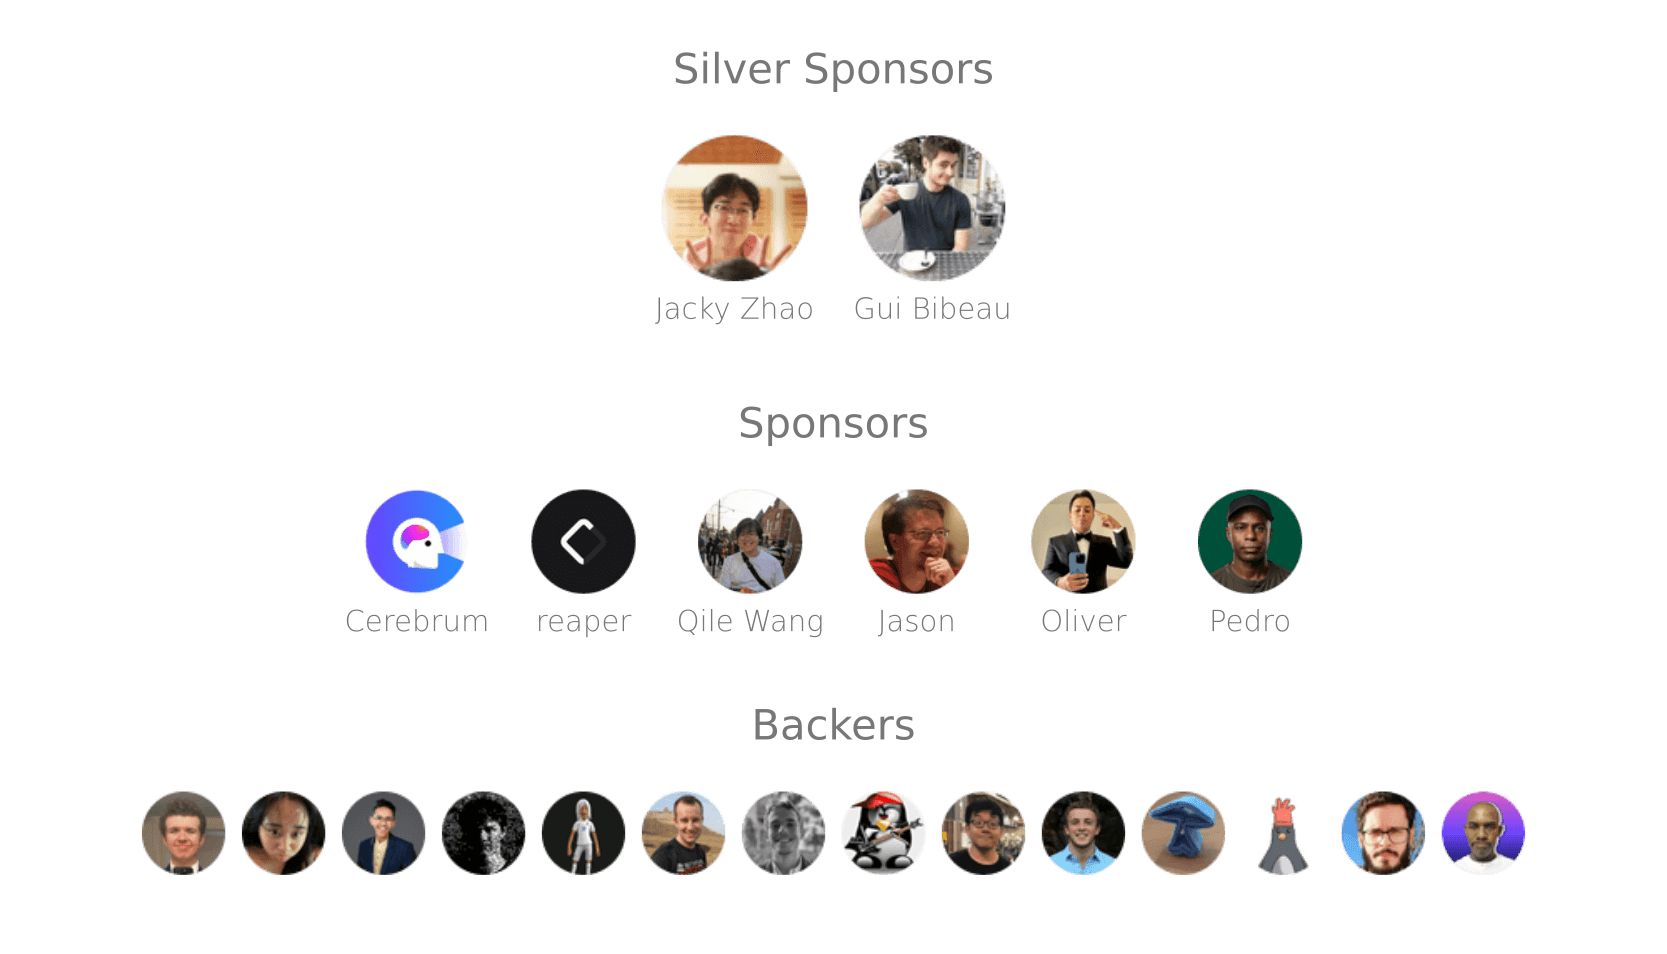 Silver Sponsors
Jacky Zhao Gui Bibeau
Sponsors
Cerebrum reaper Qile Wang Jason Oliver Pedro
Backers